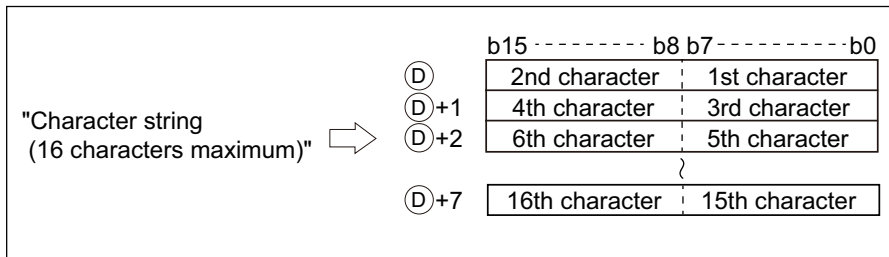 b15 ---------- b8 b7 ---------- b0
Ⓓ 2nd character 1st character
Ⓓ+1 4th character 3rd character
"Character string
(16 characters maximum)"
Ⓓ+2 6th character 5th character
Ⓓ+7 16th character 15th character